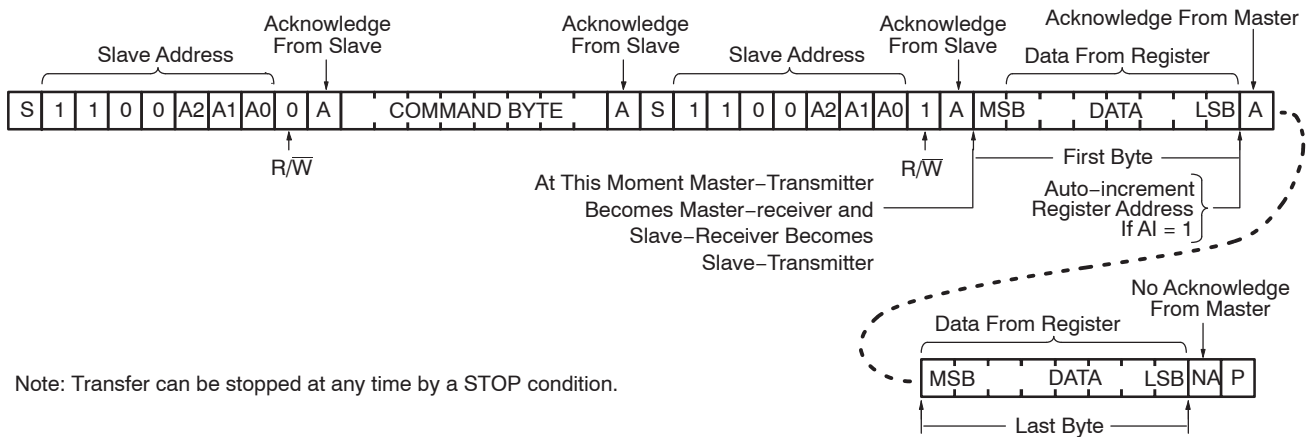 Acknowledge From Slave
Acknowledge From Slave
Acknowledge From Slave
Acknowledge From Master
Slave Address
Slave Address
Data From Register
S 1 1 0 0 A2 A1 A0 0 A COMMAND BYTE A S 1 1 0 0 A2 A1 A0 1 A MSB DATA LSB A
R/W̅
R/W̅
First Byte
At This Moment Master−Transmitter
Becomes Master-receiver and
Slave−Receiver Becomes
Slave−Transmitter
Auto−increment
Register Address
If AI = 1
No Acknowledge
From Master
Data From Register
MSB DATA LSB NA P
Last Byte
Note: Transfer can be stopped at any time by a STOP condition.